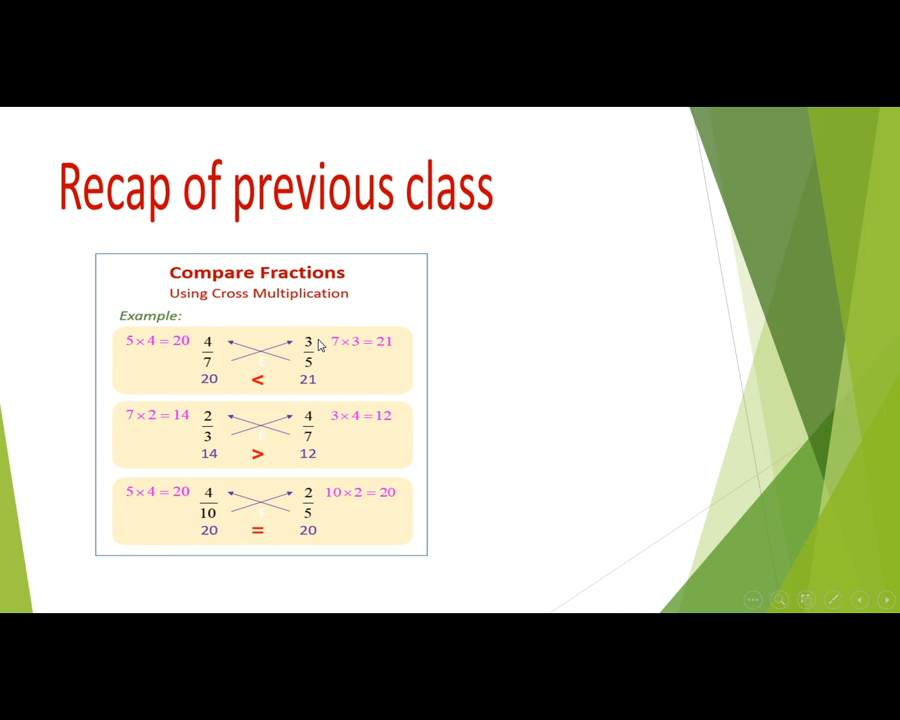 Recap of previous class
Compare Fractions
Using Cross Multiplication
Example:
5×4=20 4/7 3/5 7×3=21
20 < 21
7×2=14 2/3 4/7 3×4=12
14 > 12
5×4=20 4/10 2/5 10×2=20
20 = 20